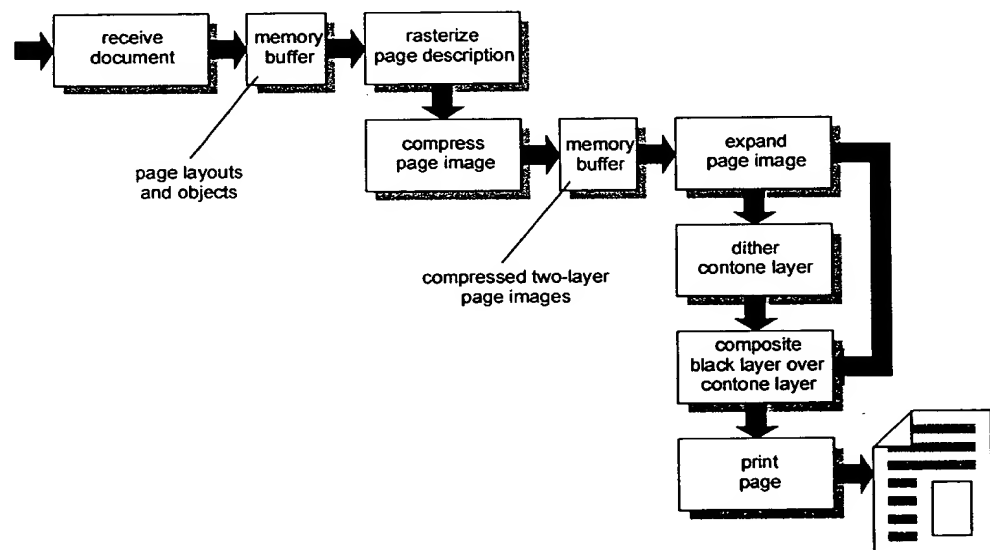 receive
document
memory
buffer
rasterize
page description
page layouts
and objects
compress
page image
memory
buffer
compressed two-layer
page images
expand
page image
dither
contone layer
composite
black layer over
contone layer
print
page